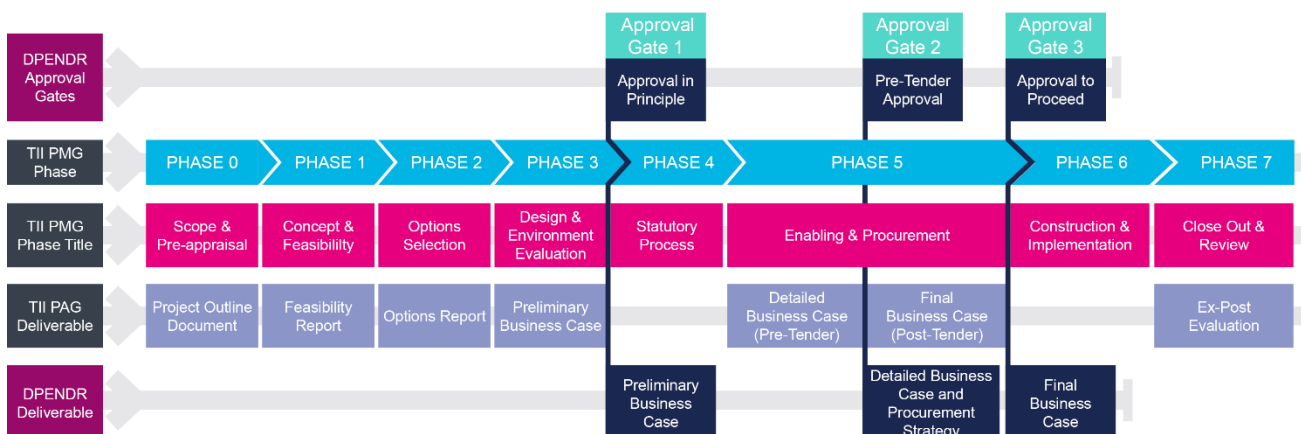 Approval
Gate 1
Approval
Gate 2
Approval
Gate 3
DPENDR
Approval
Gates
Approval in
Principle
Pre-Tender
Approval
Approval to
Proceed
TII PMG
Phase
PHASE 0
PHASE 1
PHASE 2
PHASE 3
PHASE 4
PHASE 5
PHASE 6
PHASE 7
TII PMG
Phase Title
Scope &
Pre-appraisal
Concept &
Feasibililty
Options
Selection
Design &
Environment
Evaluation
Statutory
Process
Enabling & Procurement
Construction &
Implementation
Close Out &
Review
TII PAG
Deliverable
Project Outline
Document
Feasibility
Report
Options Report
Preliminary
Business Case
Detailed
Business Case
(Pre-Tender)
Final
Business Case
(Post-Tender)
Ex-Post
Evaluation
DPENDR
Deliverable
Preliminary
Business
Case
Detailed Business
Case and
Procurement
Strategy
Final
Business
Case